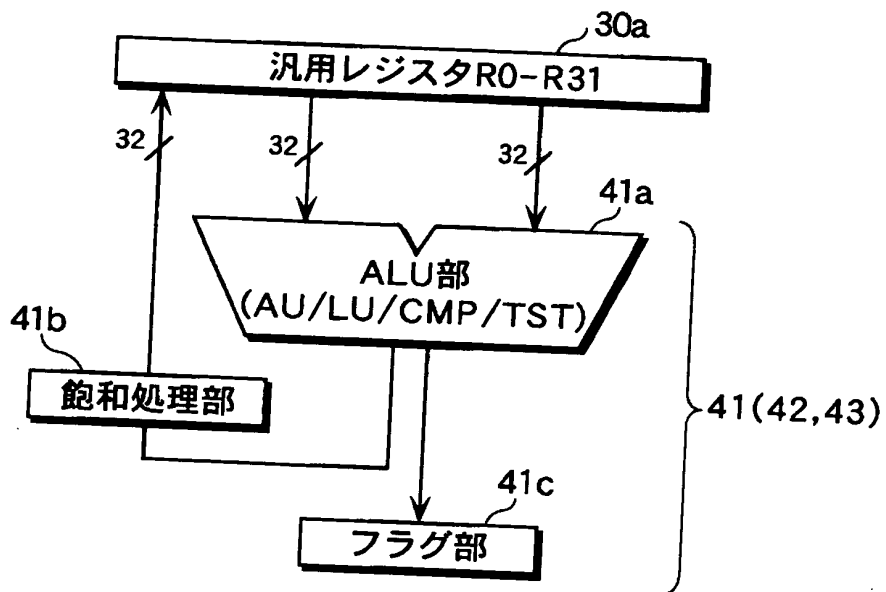 30a
汎用レジスタR0-R31
32
32
32
41a
ALU部
(AU/LU/CMP/TST)
41b
飽和処理部
41(42,43)
41c
フラグ部